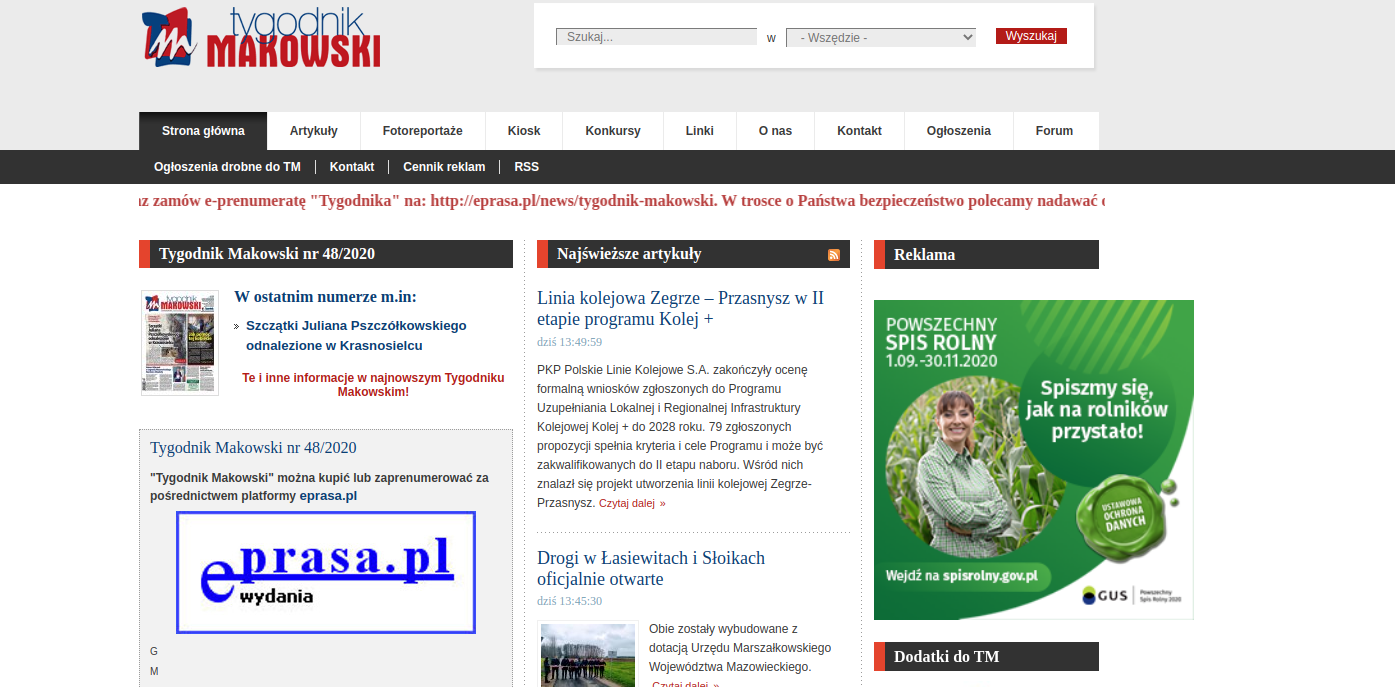 tygodnik
MAKOWSKI
Szukaj...
w
- Wszędzie -
Wyszukaj
Strona główna
Artykuły
Fotoreportaże
Kiosk
Konkursy
Linki
O nas
Kontakt
Ogłoszenia
Forum
Ogłoszenia drobne do TM
Kontakt
Cennik reklam
RSS
az zamów e-prenumeratę "Tygodnika" na: http://eprasa.pl/news/tygodnik-makowski. W trosce o Państwa bezpieczeństwo polecamy nadawać
Tygodnik Makowski nr 48/2020
tygodnik
MAKOWSKI
W ostatnim numerze m.in:
Szczątki Juliana Pszczółkowskiego
odnalezione w Krasnosielcu
Te i inne informacje w najnowszym Tygodniku
Makowskim!
Tygodnik Makowski nr 48/2020
"Tygodnik Makowski" można kupić lub zaprenumerować za
pośrednictwem platformy eprasa.pl
eprasa.pl
wydania
G
M
Najświeższe artykuły
Linia kolejowa Zegrze – Przasnysz w II
etapie programu Kolej +
dziś 13:49:59
PKP Polskie Linie Kolejowe S.A. zakończyły ocenę
formalną wniosków zgłoszonych do Programu
Uzupełniania Lokalnej i Regionalnej Infrastruktury
Kolejowej Kolej + do 2028 roku. 79 zgłoszonych
propozycji spełnia kryteria i cele Programu i może być
zakwalifikowanych do II etapu naboru. Wśród nich
znalazł się projekt utworzenia linii kolejowej Zegrze-
Przasnysz. Czytaj dalej »
Drogi w Łasiewitach i Słoikach
oficjalnie otwarte
dziś 13:45:30
Obie zostały wybudowane z
dotacją Urzędu Marszałkowskiego
Województwa Mazowieckiego.
Czytaj dalej »
Reklama
POWSZECHNY
SPIS ROLNY
1.09.-30.11.2020
Spiszmy się,
jak na rolników
przystało!
USTAWOWA
OCHRONA
DANYCH
Wejdź na spisrolny.gov.pl
GUS
Powszechny
Spis Rolny 2020
Dodatki do TM